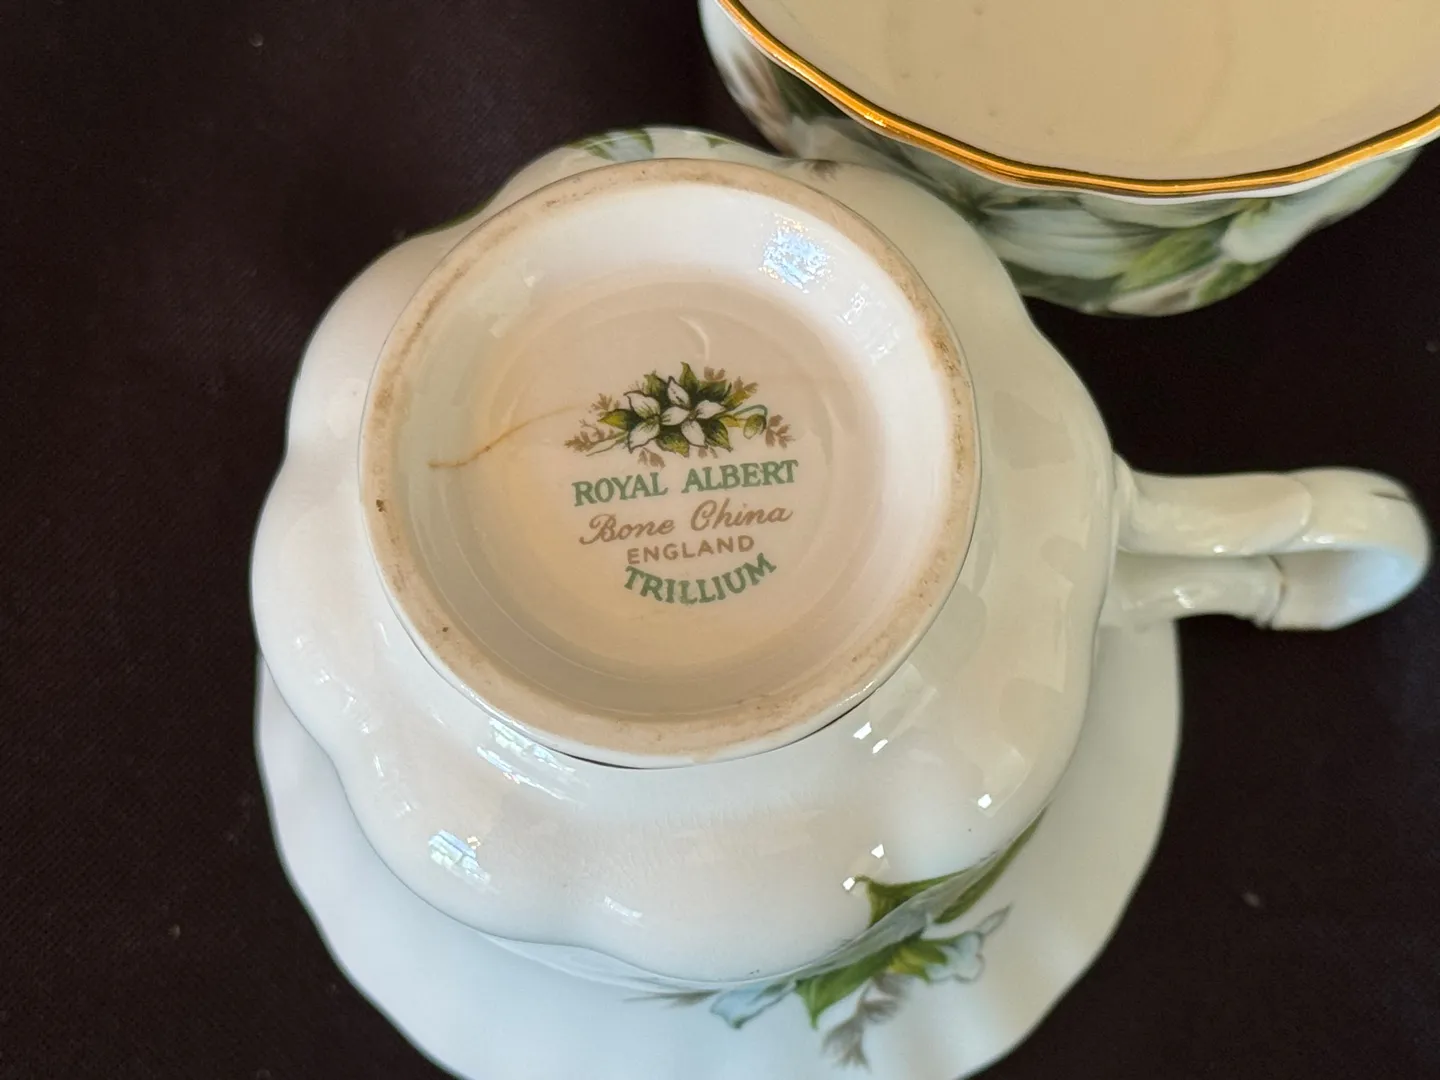 ROYAL ALBERT
Bone China
ENGLAND
TRILLIUM